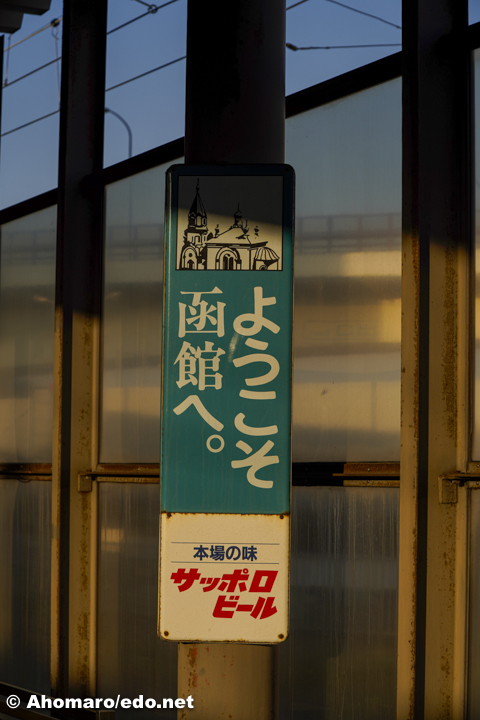 ようこそ
函館へ。
本場の味
サッポロ
ビール
© Ahomaro/edo.net